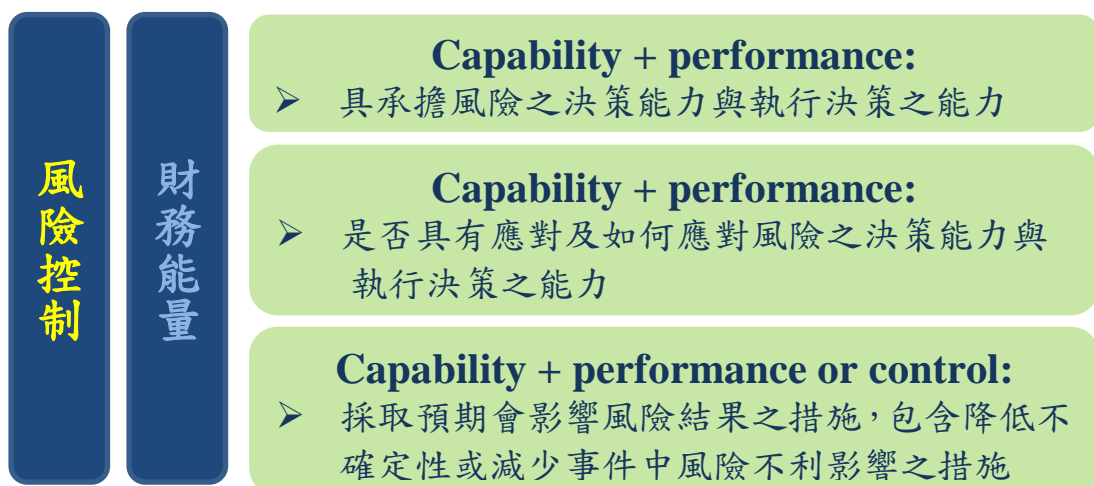 風險控制
財務能量
Capability + performance:
➢ 具承擔風險之決策能力與執行決策之能力
Capability + performance:
➢ 是否具有應對及如何應對風險之決策能力與
執行決策之能力
Capability + performance or control:
➢ 採取預期會影響風險結果之措施，包含降低不
確定性或減少事件中風險不利影響之措施